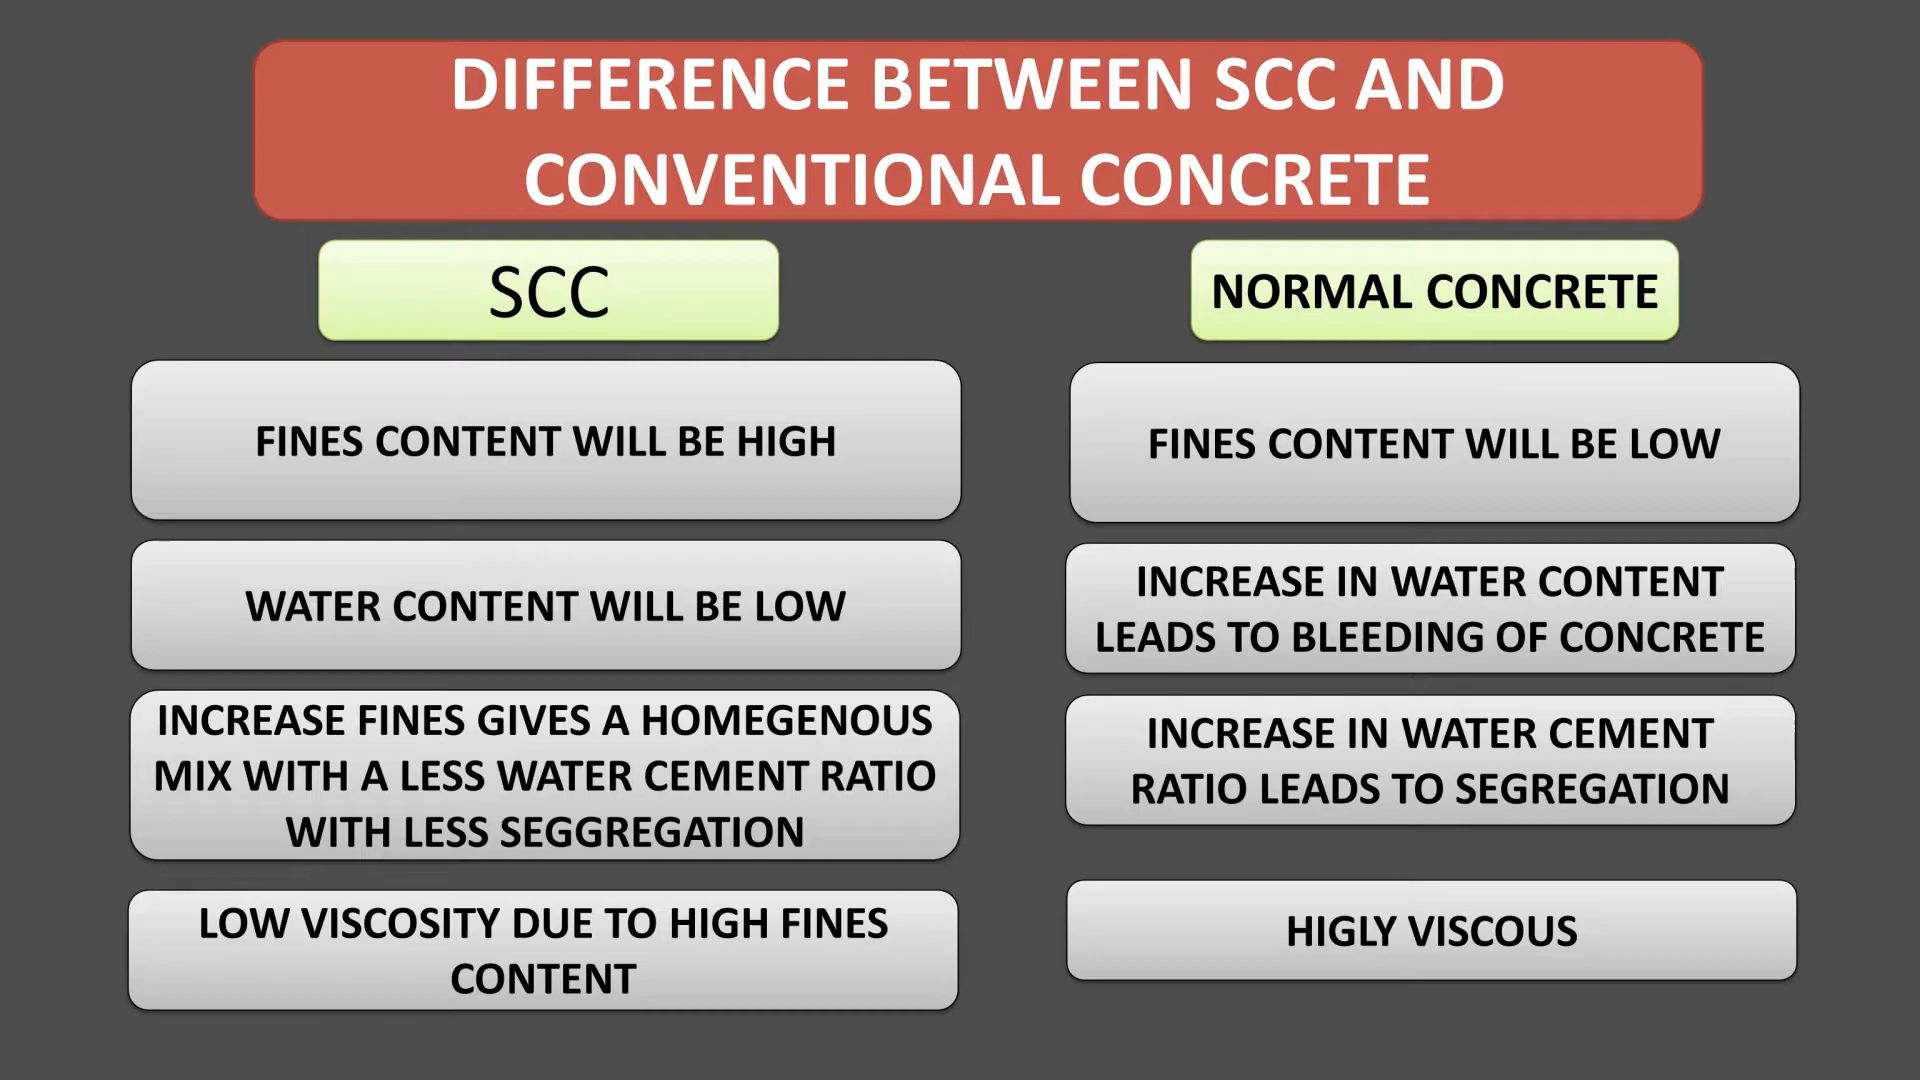 DIFFERENCE BETWEEN SCC AND
CONVENTIONAL CONCRETE
SCC
NORMAL CONCRETE
FINES CONTENT WILL BE HIGH
FINES CONTENT WILL BE LOW
WATER CONTENT WILL BE LOW
INCREASE IN WATER CONTENT
LEADS TO BLEEDING OF CONCRETE
INCREASE FINES GIVES A HOMEGENOUS
MIX WITH A LESS WATER CEMENT RATIO
WITH LESS SEGGREGATION
INCREASE IN WATER CEMENT
RATIO LEADS TO SEGREGATION
LOW VISCOSITY DUE TO HIGH FINES
CONTENT
HIGLY VISCOUS